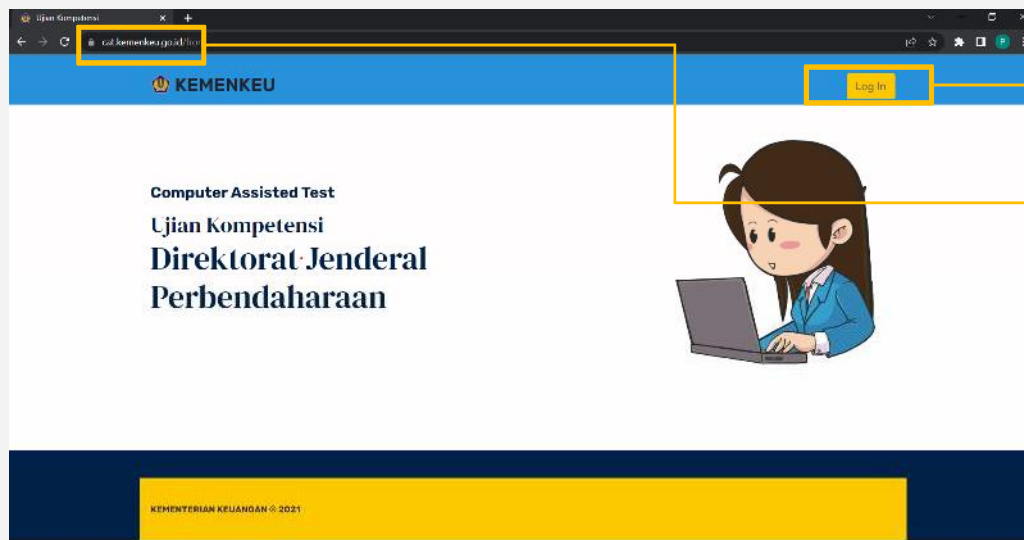 Ujian Kompetensi
cat.kemenkeu.go.id/front
KEMENKEU
Log In
Computer Assisted Test
Ujian Kompetensi
Direktorat Jenderal
Perbendaharaan
KEMENTERIAN KEUANGAN © 2021